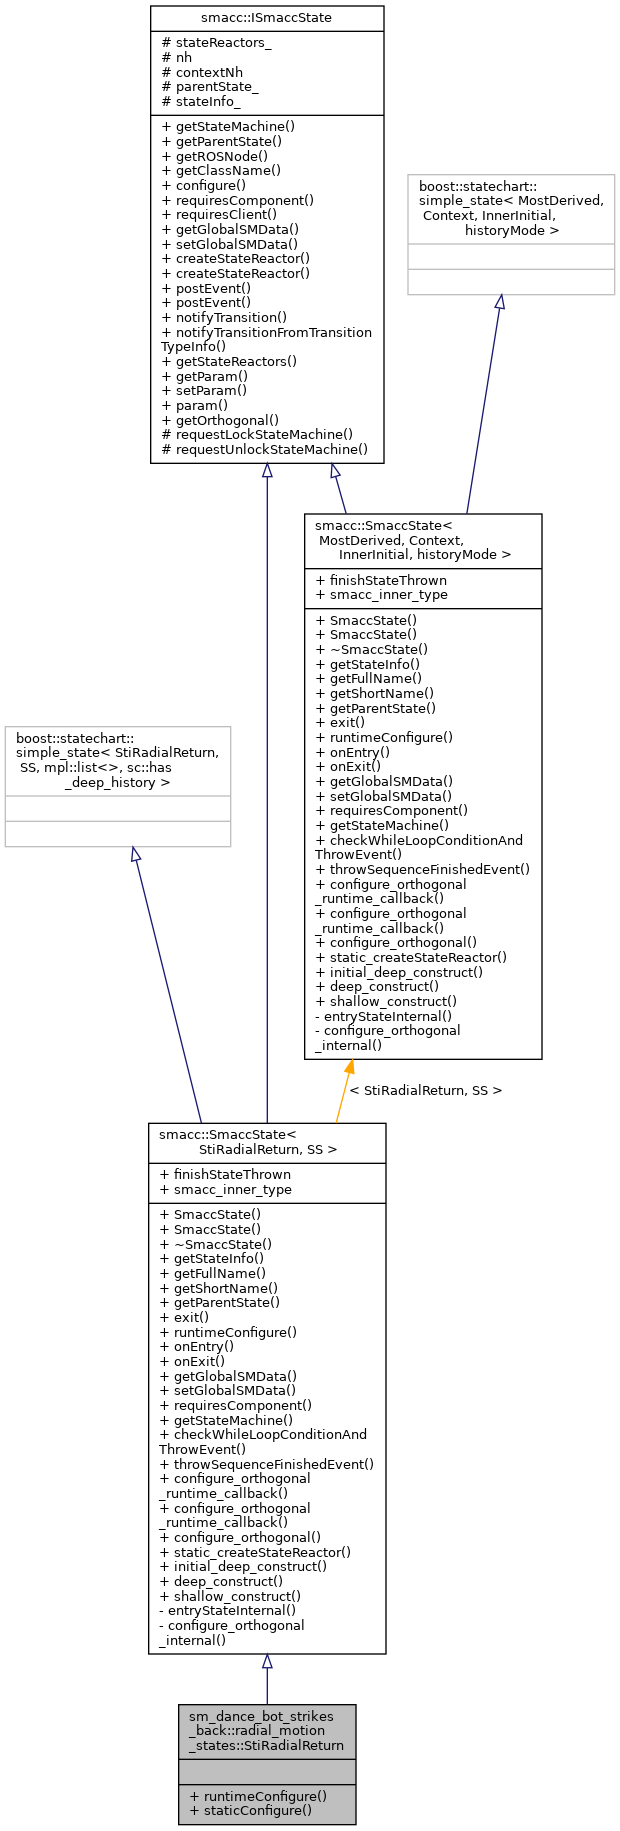 smacc::ISmaccState
# stateReactors_
# nh
# contextNh
# parentState_
# stateInfo_
+ getStateMachine()
+ getParentState()
+ getROSNode()
+ getClassName()
+ configure()
+ requiresComponent()
+ requiresClient()
+ getGlobalSMData()
+ setGlobalSMData()
+ createStateReactor()
+ createStateReactor()
+ postEvent()
+ postEvent()
+ notifyTransition()
+ notifyTransitionFromTransition
TypeInfo()
+ getStateReactors()
+ getParam()
+ setParam()
+ param()
+ getOrthogonal()
# requestLockStateMachine()
# requestUnlockStateMachine()
boost::statechart::
simple_state< MostDerived,
Context, InnerInitial,
historyMode >
smacc::SmaccState<
MostDerived, Context,
InnerInitial, historyMode >
+ finishStateThrown
+ smacc_inner_type
+ SmaccState()
+ SmaccState()
+ ~SmaccState()
+ getStateInfo()
+ getFullName()
+ getShortName()
+ getParentState()
+ exit()
+ runtimeConfigure()
+ onEntry()
+ onExit()
+ getGlobalSMData()
+ setGlobalSMData()
+ requiresComponent()
+ getStateMachine()
+ checkWhileLoopConditionAnd
ThrowEvent()
+ throwSequenceFinishedEvent()
+ configure_orthogonal
_runtime_callback()
+ configure_orthogonal
_runtime_callback()
+ configure_orthogonal()
+ static_createStateReactor()
+ initial_deep_construct()
+ deep_construct()
+ shallow_construct()
- entryStateInternal()
- configure_orthogonal
_internal()
boost::statechart::
simple_state< StiRadialReturn,
SS, mpl::list<>, sc::has
_deep_history >
< StiRadialReturn, SS >
smacc::SmaccState<
StiRadialReturn, SS >
+ finishStateThrown
+ smacc_inner_type
+ SmaccState()
+ SmaccState()
+ ~SmaccState()
+ getStateInfo()
+ getFullName()
+ getShortName()
+ getParentState()
+ exit()
+ runtimeConfigure()
+ onEntry()
+ onExit()
+ getGlobalSMData()
+ setGlobalSMData()
+ requiresComponent()
+ getStateMachine()
+ checkWhileLoopConditionAnd
ThrowEvent()
+ throwSequenceFinishedEvent()
+ configure_orthogonal
_runtime_callback()
+ configure_orthogonal
_runtime_callback()
+ configure_orthogonal()
+ static_createStateReactor()
+ initial_deep_construct()
+ deep_construct()
+ shallow_construct()
- entryStateInternal()
- configure_orthogonal
_internal()
sm_dance_bot_strikes
_back::radial_motion
_states::StiRadialReturn
+ runtimeConfigure()
+ staticConfigure()